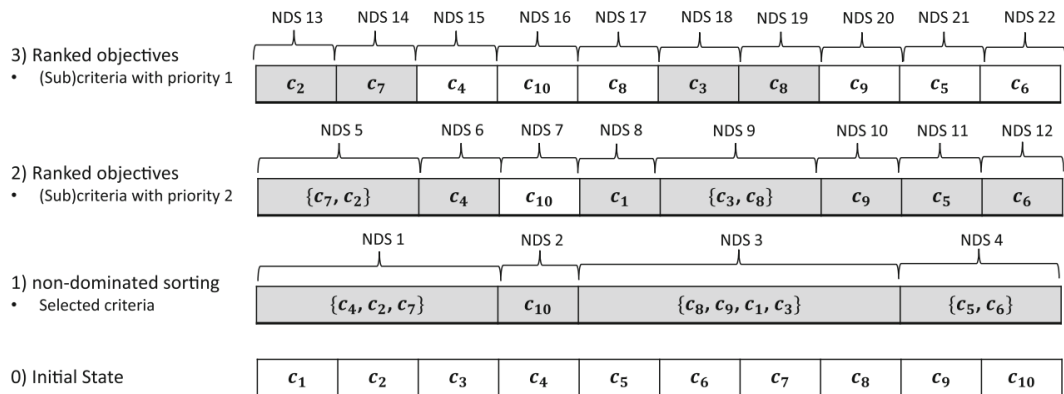 NDS 13 NDS 14 NDS 15 NDS 16 NDS 17 NDS 18 NDS 19 NDS 20 NDS 21 NDS 22
3) Ranked objectives
• (Sub)criteria with priority 1
c₂ c₇ c₄ c₁₀ c₈ c₃ c₈ c₉ c₅ c₆
NDS 5 NDS 6 NDS 7 NDS 8 NDS 9 NDS 10 NDS 11 NDS 12
2) Ranked objectives
• (Sub)criteria with priority 2
{c₇, c₂} c₄ c₁₀ c₁ {c₃, c₈} c₉ c₅ c₆
NDS 1 NDS 2 NDS 3 NDS 4
1) non-dominated sorting
• Selected criteria
{c₄, c₂, c₇} c₁₀ {c₈, c₉, c₁, c₃} {c₅, c₆}
0) Initial State
c₁ c₂ c₃ c₄ c₅ c₆ c₇ c₈ c₉ c₁₀